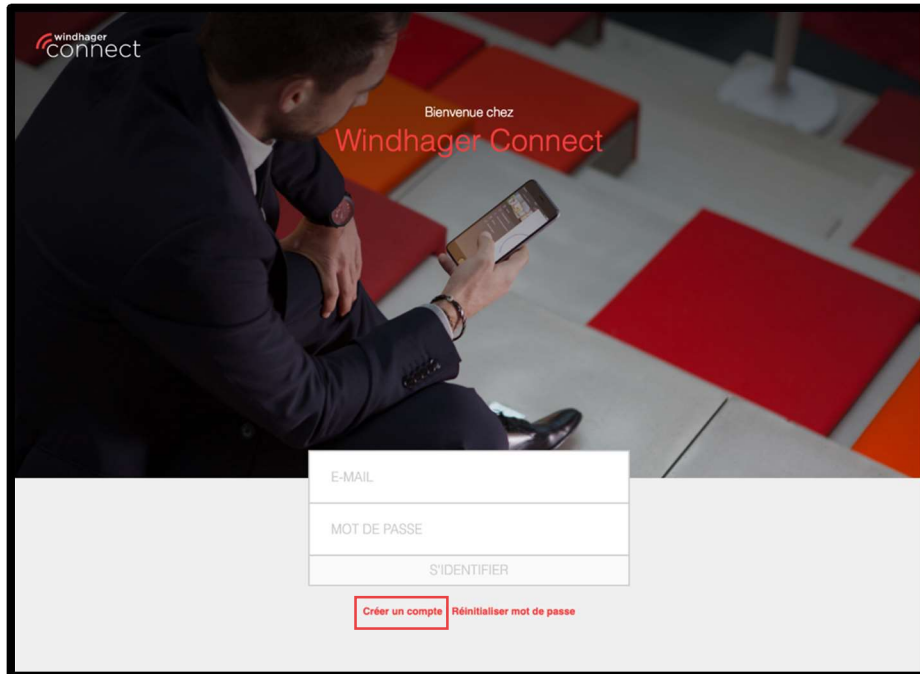 windhager
connect
Bienvenue chez
Windhager Connect
E-MAIL
MOT DE PASSE
S'IDENTIFIER
Créer un compte Réinitialiser mot de passe